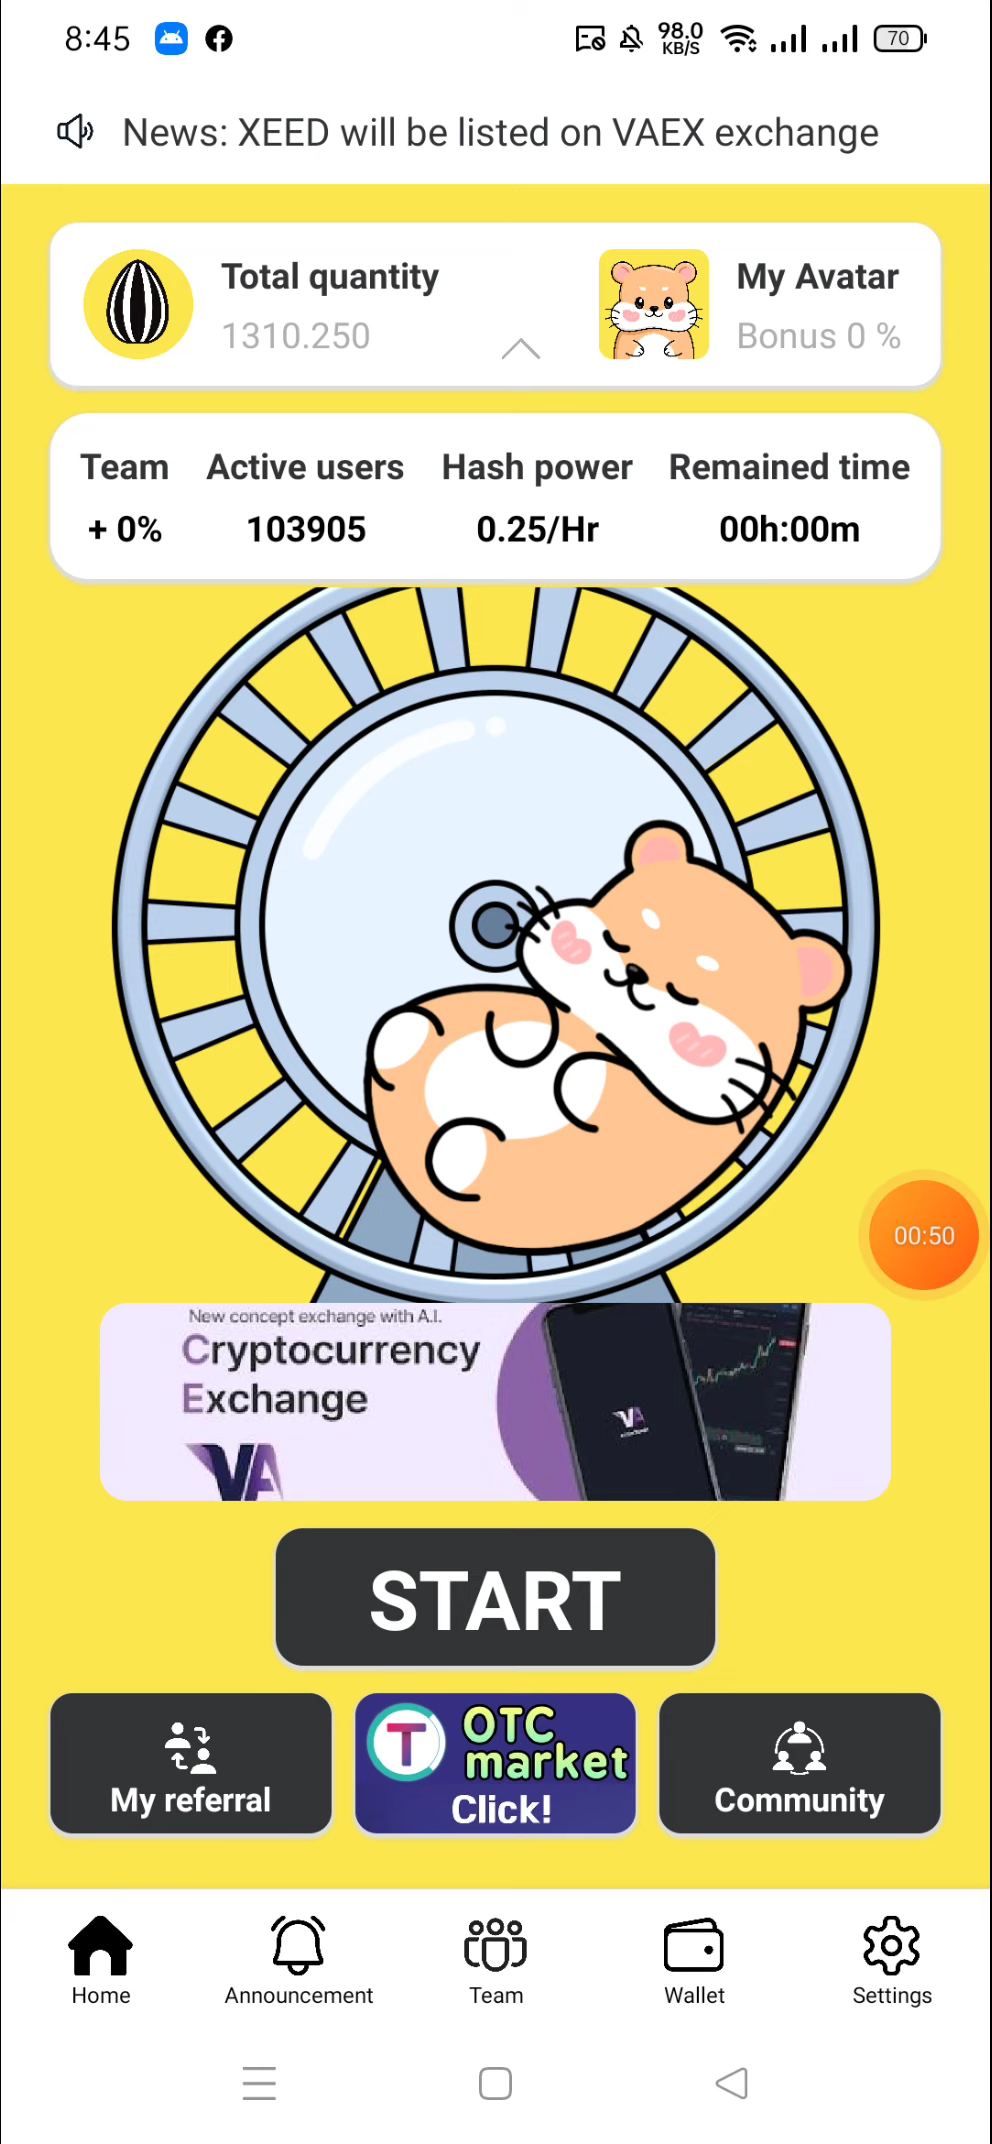 8:45
98.0
KB/S
70
News: XEED will be listed on VAEX exchange
Total quantity
1310.250
My Avatar
Bonus 0 %
Team Active users Hash power Remained time
+ 0% 103905 0.25/Hr 00h:00m
00:50
New concept exchange with A.I.
Cryptocurrency
Exchange
VA
VA
START
My referral
T OTC
market
Click!
Community
Home Announcement Team Wallet Settings